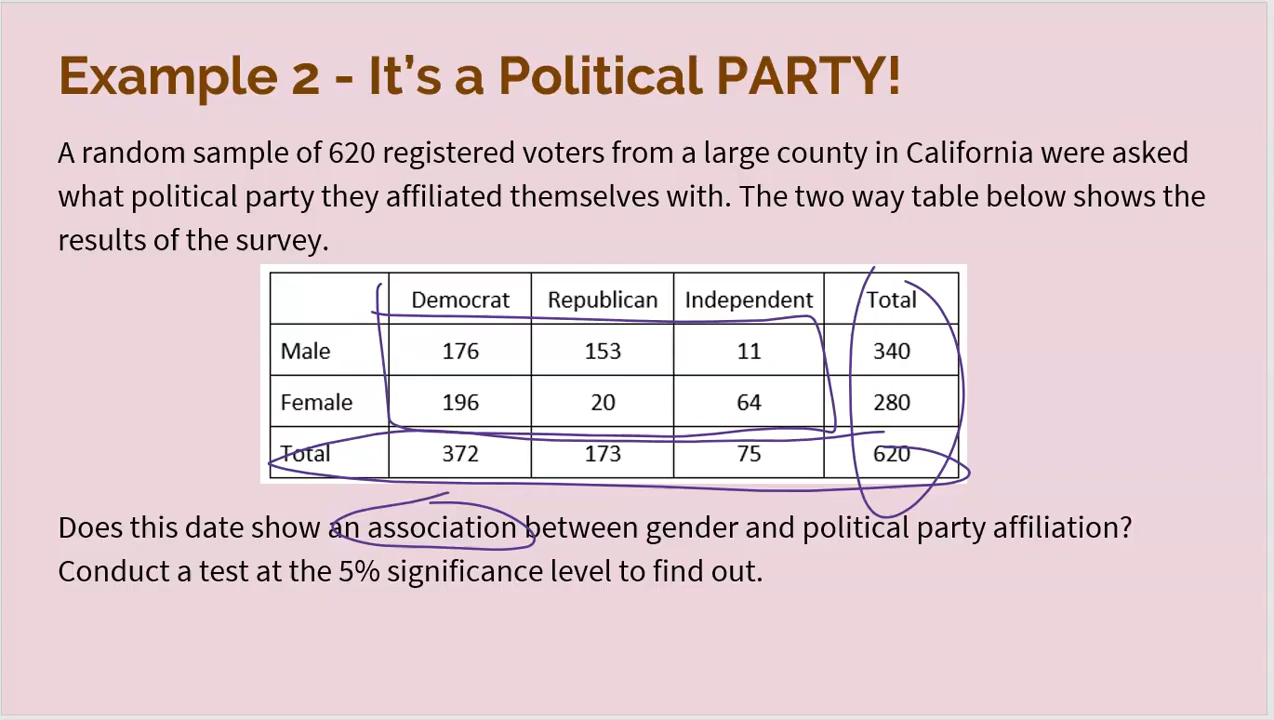 Example 2 - It's a Political PARTY!
A random sample of 620 registered voters from a large county in California were asked
what political party they affiliated themselves with. The two way table below shows the
results of the survey.
Democrat Republican Independent Total
Male 176 153 11 340
Female 196 20 64 280
Total 372 173 75 620
Does this date show an association between gender and political party affiliation?
Conduct a test at the 5% significance level to find out.